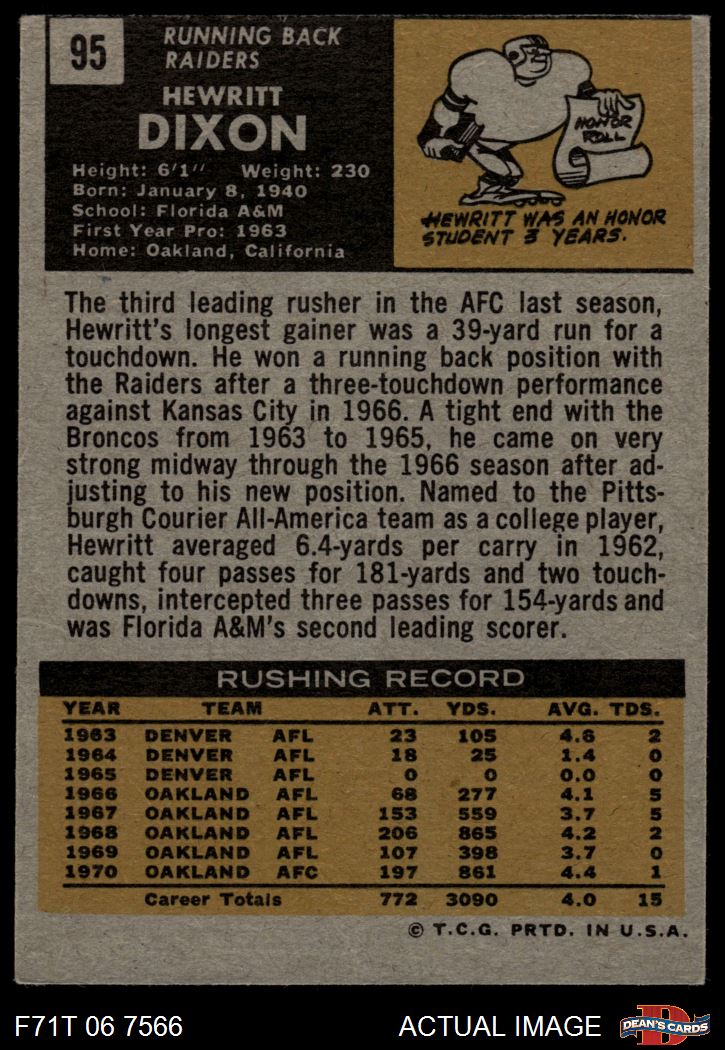 95
RUNNING BACK
RAIDERS
HEWRITT
DIXON
Height: 6'1" Weight: 230
Born: January 8, 1940
School: Florida A&M
First Year Pro: 1963
Home: Oakland, California
HONOR
ROLL
HEWRITT WAS AN HONOR
STUDENT 3 YEARS.
The third leading rusher in the AFC last season,
Hewritt's longest gainer was a 39-yard run for a
touchdown. He won a running back position with
the Raiders after a three-touchdown performance
against Kansas City in 1966. A tight end with the
Broncos from 1963 to 1965, he came on very
strong midway through the 1966 season after ad-
justing to his new position. Named to the Pitts-
burgh Courier All-America team as a college player,
Hewritt averaged 6.4-yards per carry in 1962,
caught four passes for 181-yards and two touch-
downs, intercepted three passes for 154-yards and
was Florida A&M's second leading scorer.
RUSHING RECORD
YEAR TEAM ATT. YDS. AVG. TDS.
1963 DENVER AFL 23 105 4.6 2
1964 DENVER AFL 18 25 1.4 0
1965 DENVER AFL 0 0 0.0 0
1966 OAKLAND AFL 68 277 4.1 5
1967 OAKLAND AFL 153 559 3.7 5
1968 OAKLAND AFL 206 865 4.2 2
1969 OAKLAND AFL 107 398 3.7 0
1970 OAKLAND AFC 197 861 4.4 1
Career Totals 772 3090 4.0 15
© T.C.G. PRTD. IN U.S.A.
F71T 06 7566
ACTUAL IMAGE
D
DEAN'S CARDS